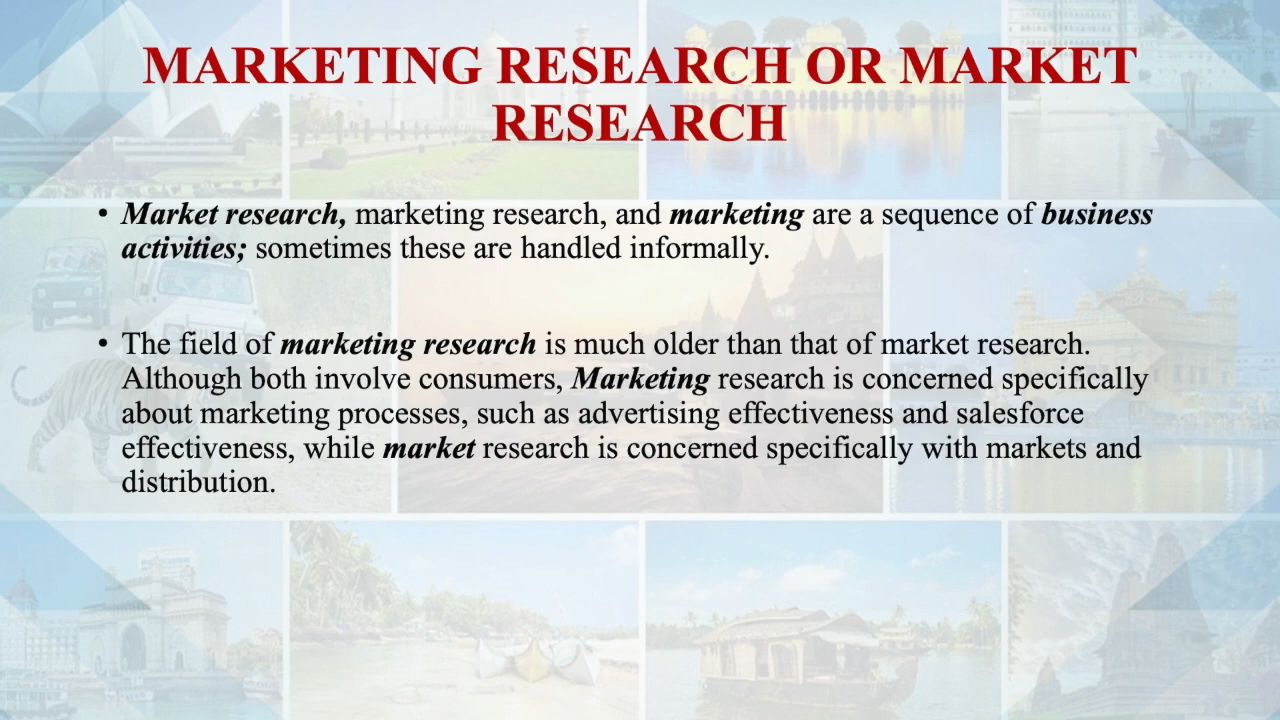 MARKETING RESEARCH OR MARKET
RESEARCH
• Market research, marketing research, and marketing are a sequence of business
activities; sometimes these are handled informally.
• The field of marketing research is much older than that of market research.
Although both involve consumers, Marketing research is concerned specifically
about marketing processes, such as advertising effectiveness and salesforce
effectiveness, while market research is concerned specifically with markets and
distribution.